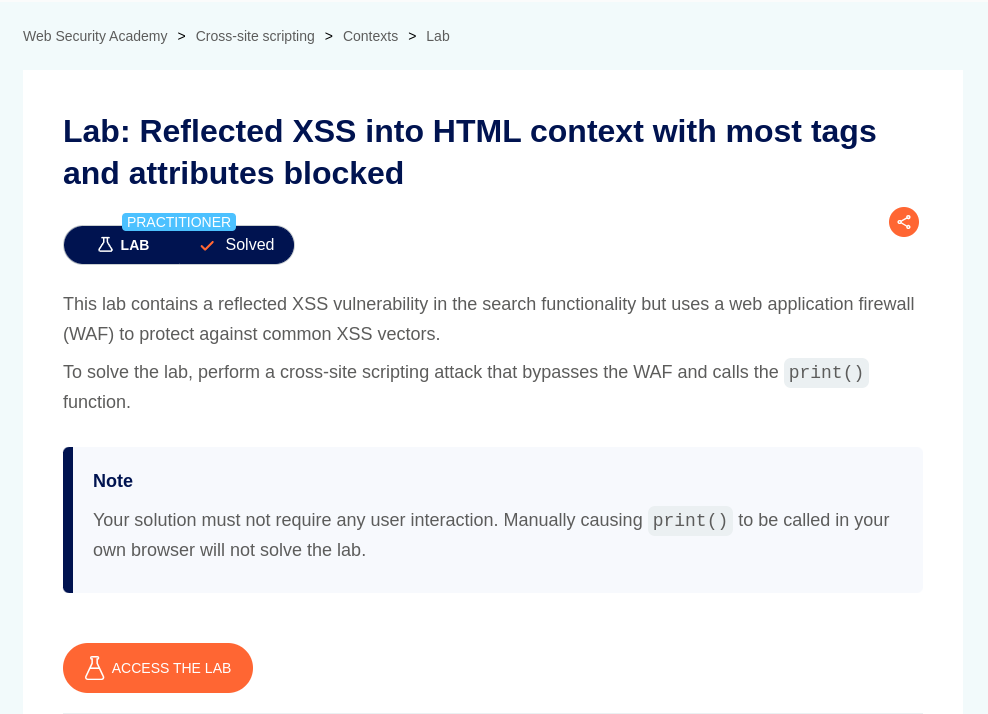 Web Security Academy > Cross-site scripting > Contexts > Lab
Lab: Reflected XSS into HTML context with most tags
and attributes blocked
PRACTITIONER
LAB Solved
This lab contains a reflected XSS vulnerability in the search functionality but uses a web application firewall
(WAF) to protect against common XSS vectors.
To solve the lab, perform a cross-site scripting attack that bypasses the WAF and calls the print()
function.
Note
Your solution must not require any user interaction. Manually causing print() to be called in your
own browser will not solve the lab.
ACCESS THE LAB